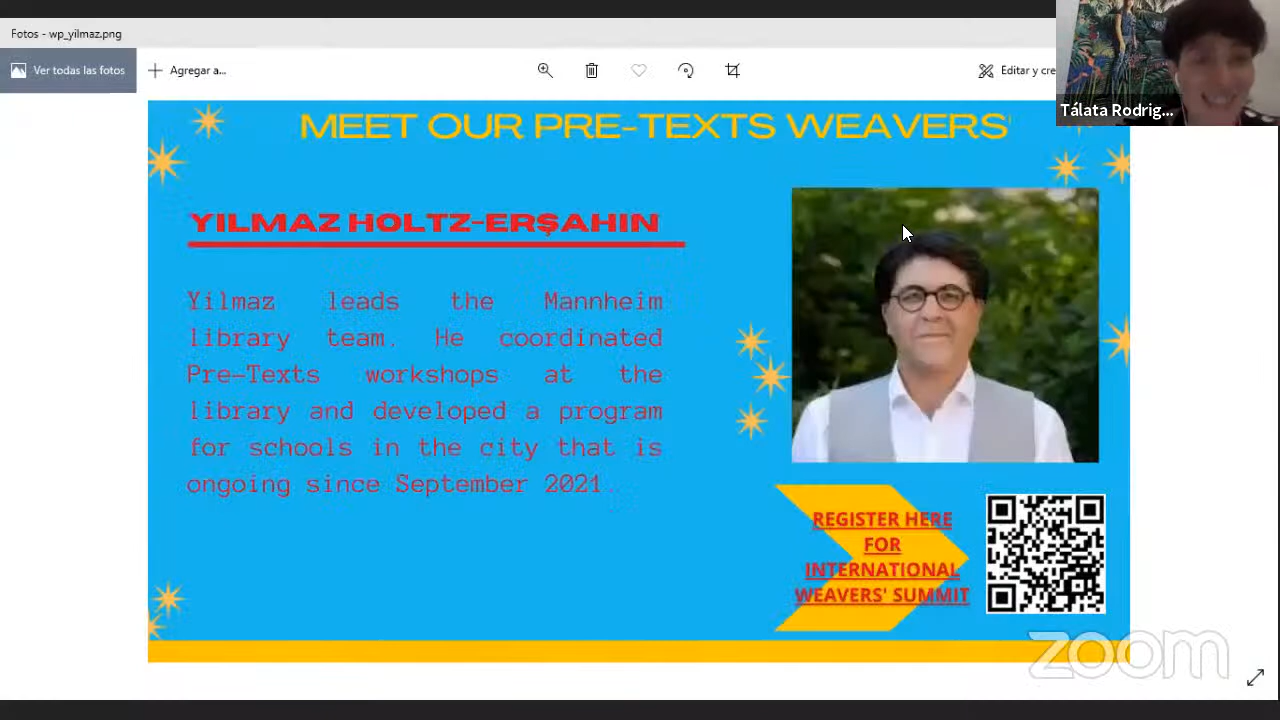 Fotos - wp_yilmaz.png
Ver todas las fotos
Agregar a...
Editar y cre
Tálata Rodrig...
MEET OUR PRE-TEXTS WEAVERS'
YILMAZ HOLTZ-ERŞAHIN
Yilmaz leads the Mannheim
library team. He coordinated
Pre-Texts workshops at the
library and developed a program
for schools in the city that is
ongoing since September 2021..
REGISTER HERE
FOR
INTERNATIONAL
WEAVERS' SUMMIT
zoom